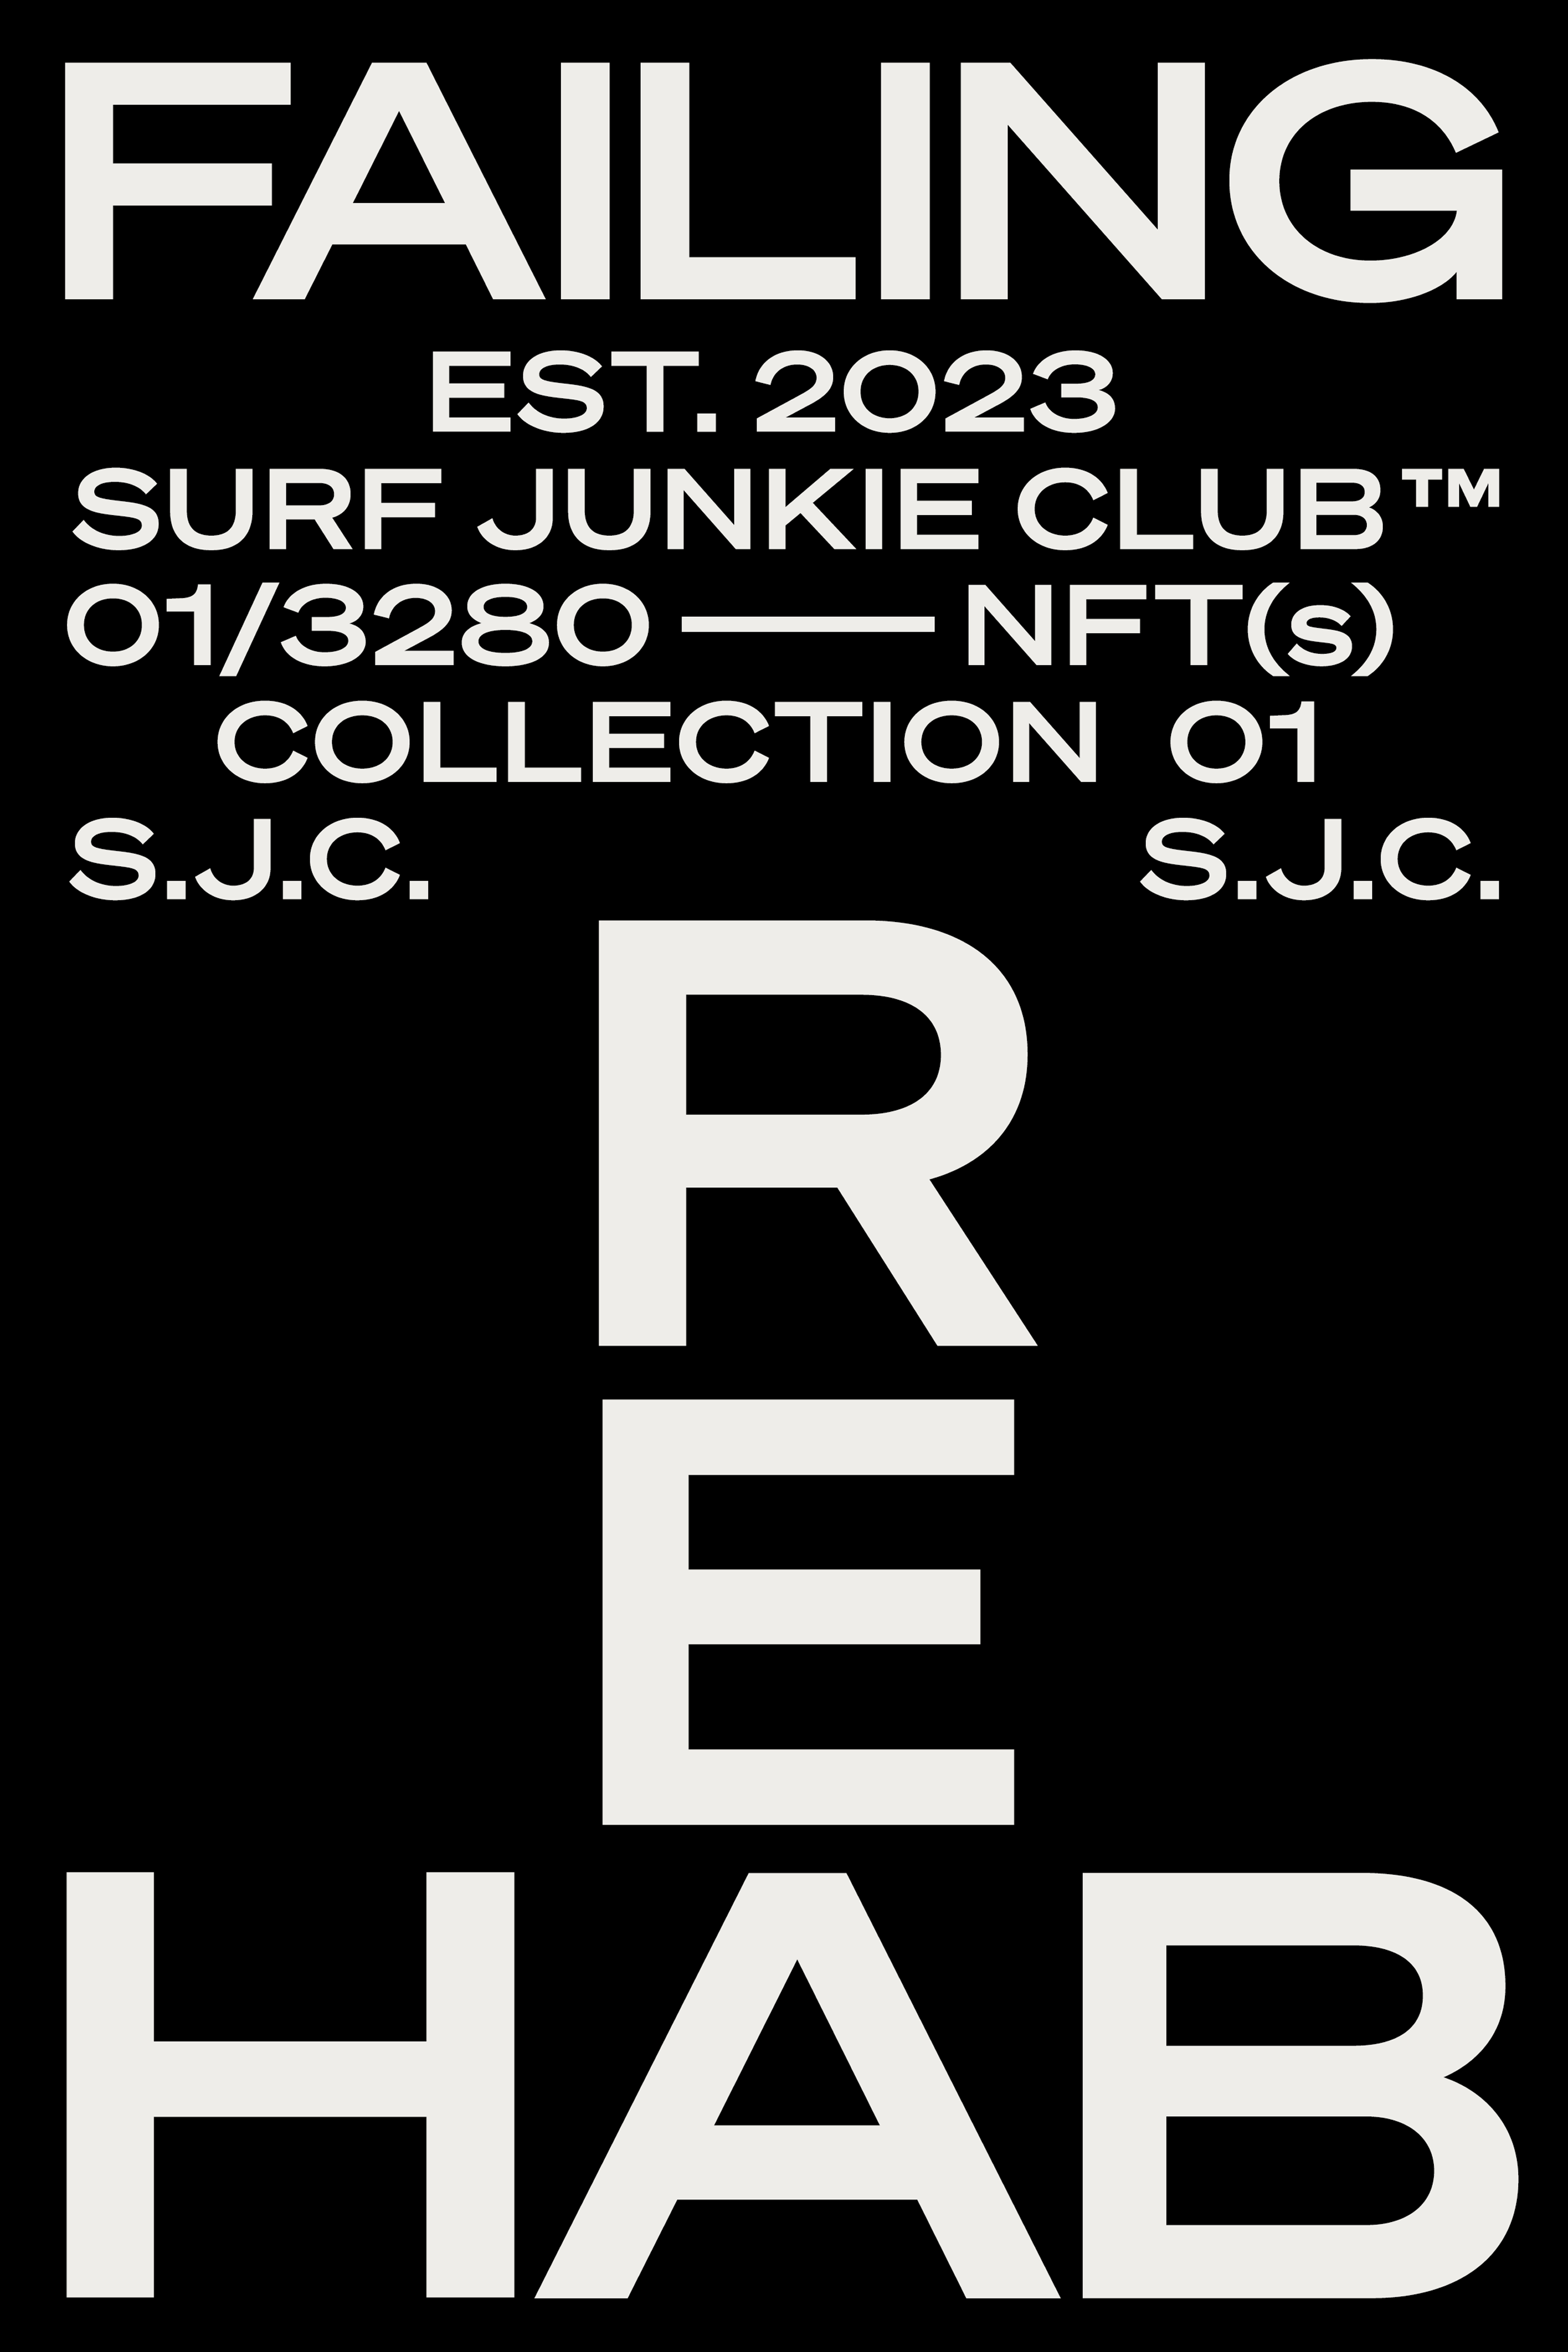 FAILING
EST. 2023
SURF JUNKIE CLUB™
01/3280 — NFT(s)
COLLECTION 01
S.J.C. S.J.C.
R
E
HAB